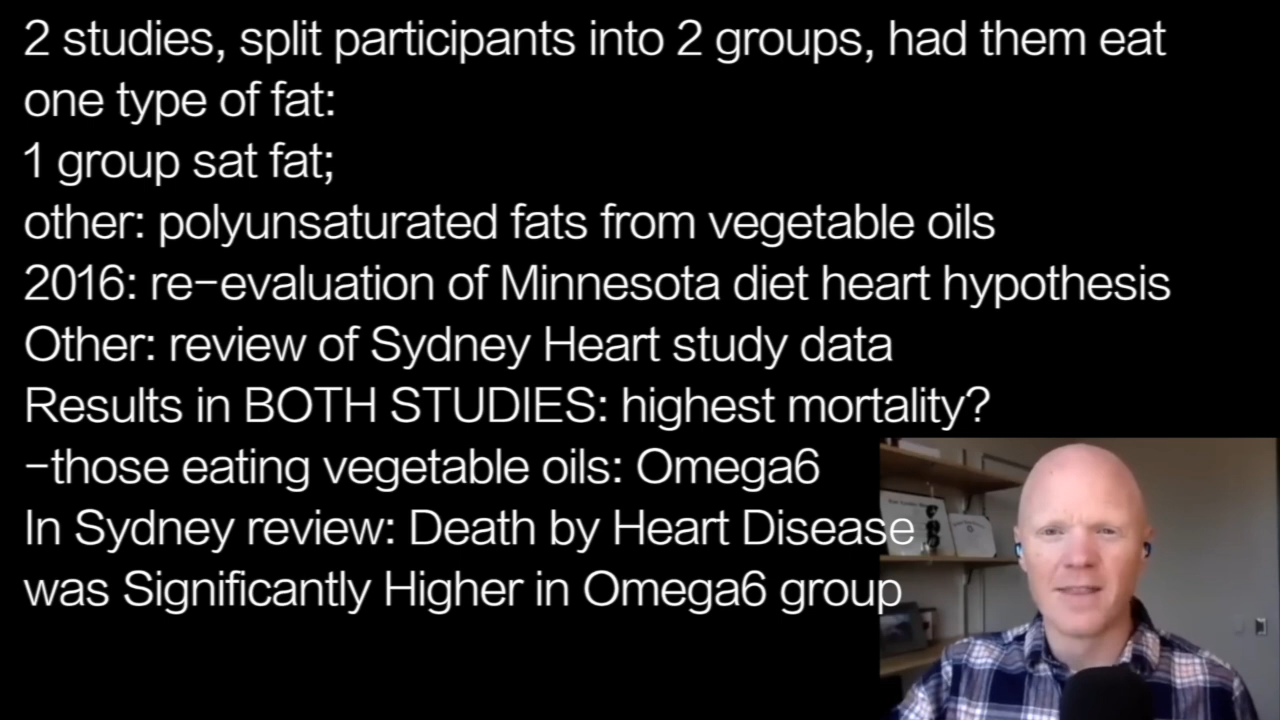 2 studies, split participants into 2 groups, had them eat
one type of fat:
1 group sat fat;
other: polyunsaturated fats from vegetable oils
2016: re-evaluation of Minnesota diet heart hypothesis
Other: review of Sydney Heart study data
Results in BOTH STUDIES: highest mortality?
-those eating vegetable oils: Omega6
In Sydney review: Death by Heart Disease
was Significantly Higher in Omega6 group